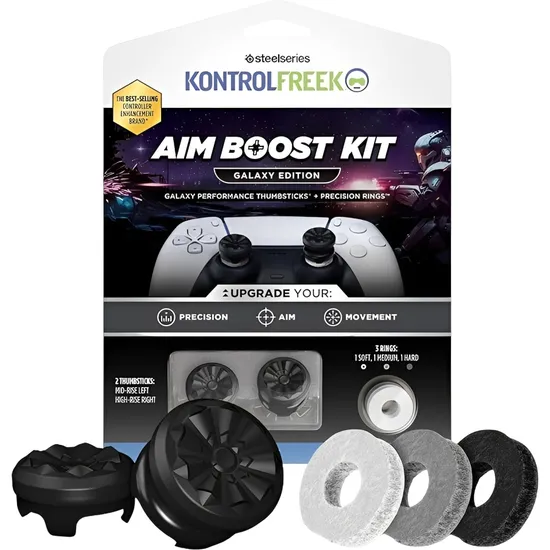 steelseries
KONTROLFREEK
THE BEST-SELLING
CONTROLLER
ENHANCEMENT
BRAND*
AIM BOOST KIT
GALAXY EDITION
GALAXY PERFORMANCE THUMBSTICKS + PRECISION RINGS™
UPGRADE YOUR:
PRECISION
AIM
MOVEMENT
3 RINGS:
1 SOFT, 1 MEDIUM, 1 HARD
2 THUMBSTICKS:
MID-RISE LEFT
HIGH-RISE RIGHT